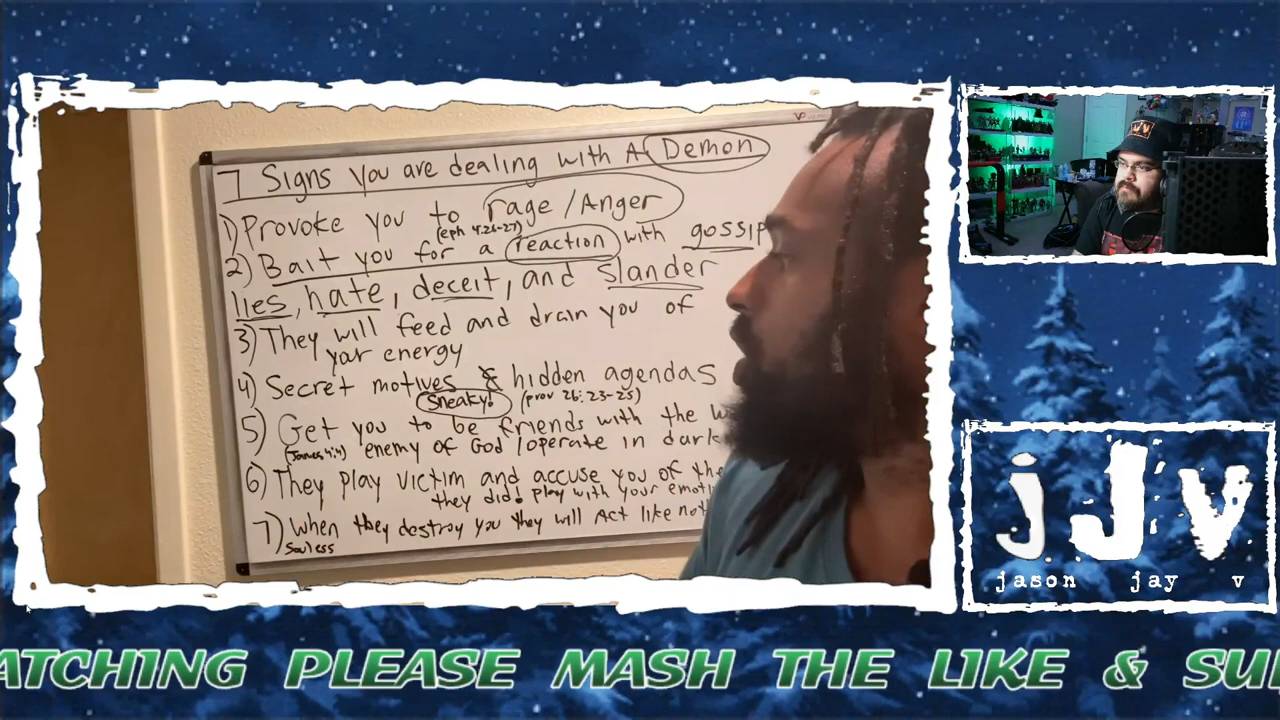 7 Signs you are dealing with A Demon
1) Provoke you to rage / Anger
(eph 4:26-27)
2) Bait you for a reaction with gossip
lies, hate, deceit, and slander
3) They will feed and drain you of
your energy
4) Secret motives & hidden agendas
Sneaky! (prov 26:23-25)
5) Get you to be friends with the
(James 4:4) enemy of God / operate in dark
6) They play victim and accuse you of the
they did! play with your emoti
7) When they destroy you they will Act like not
Souless
jJv
jason jay v
ATCHING PLEASE MASH THE LIKE & SU